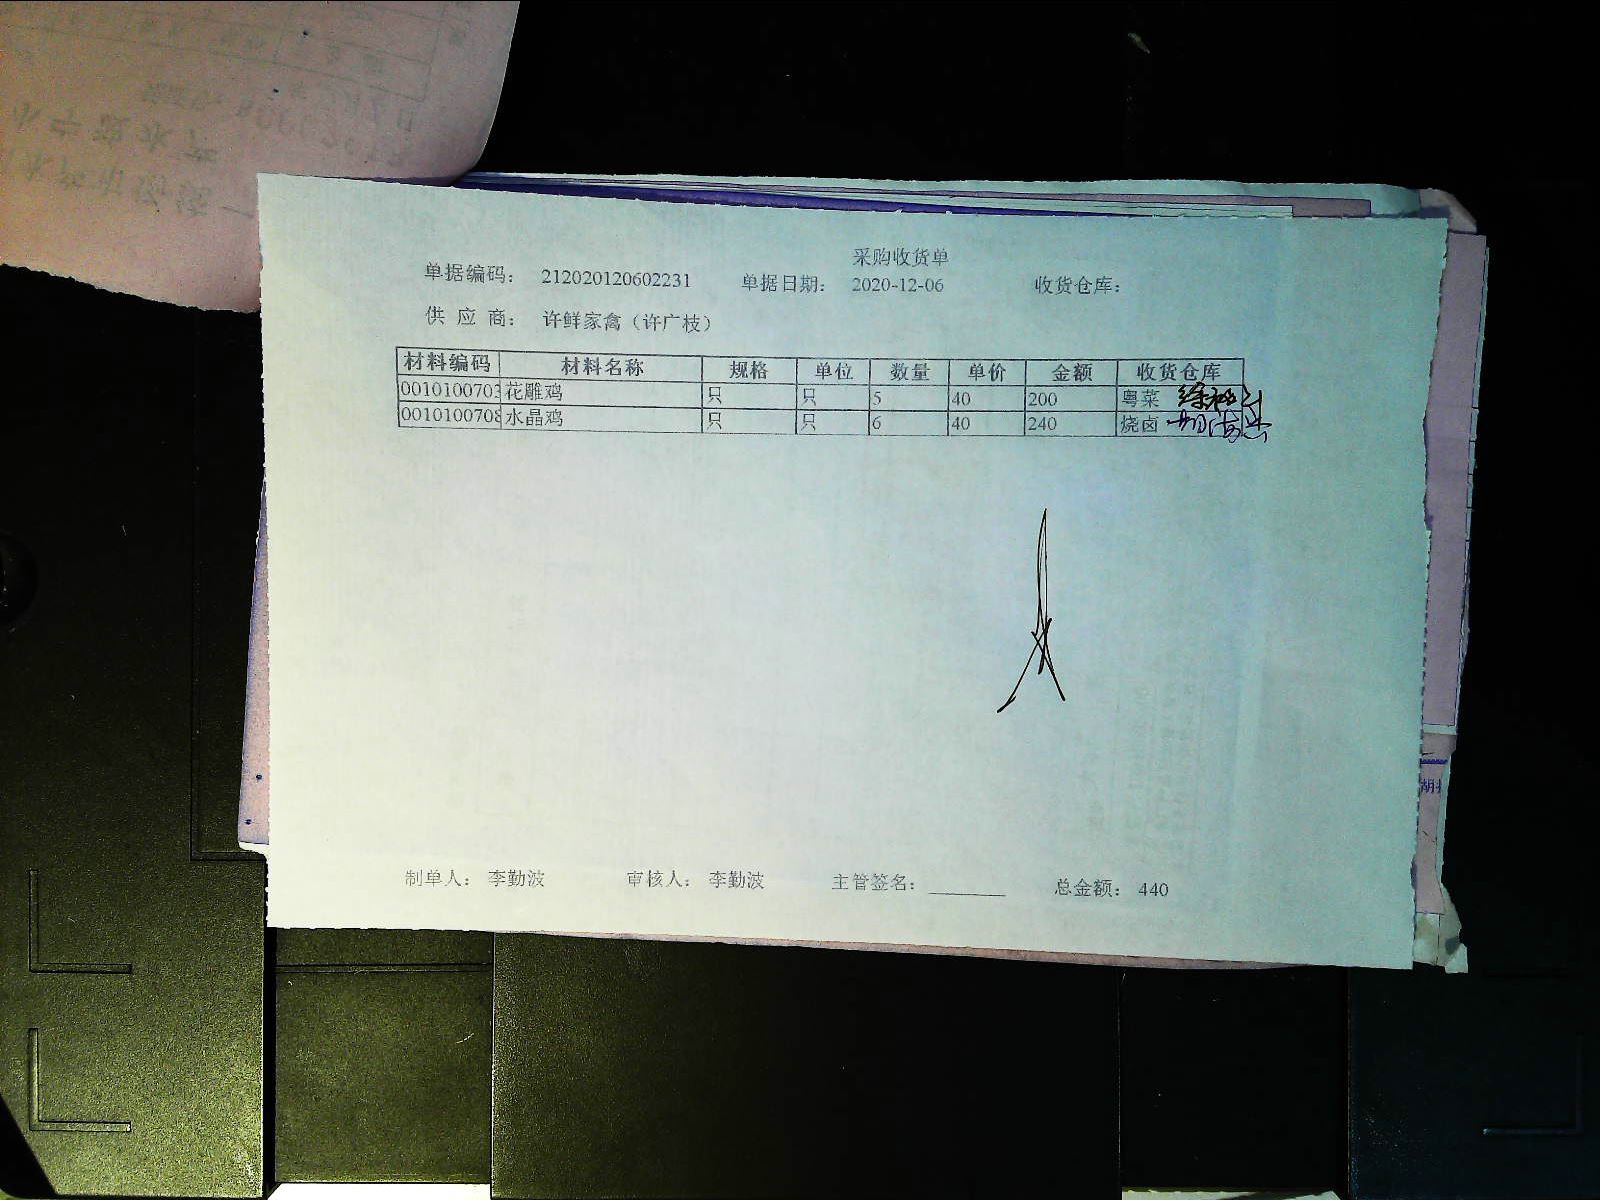 采购收货单
单据编码: 212020120602231 单据日期: 2020-12-06 收货仓库:
供 应 商: 许鲜家禽（许广枝）
材料编码 材料名称 规格 单位 数量 单价 金额 收货仓库
0010100703 花雕鸡 只 只 5 40 200 粤菜
0010100708 水晶鸡 只 只 6 40 240 烧卤
制单人: 李勤波 审核人: 李勤波 主管签名: 总金额: 440